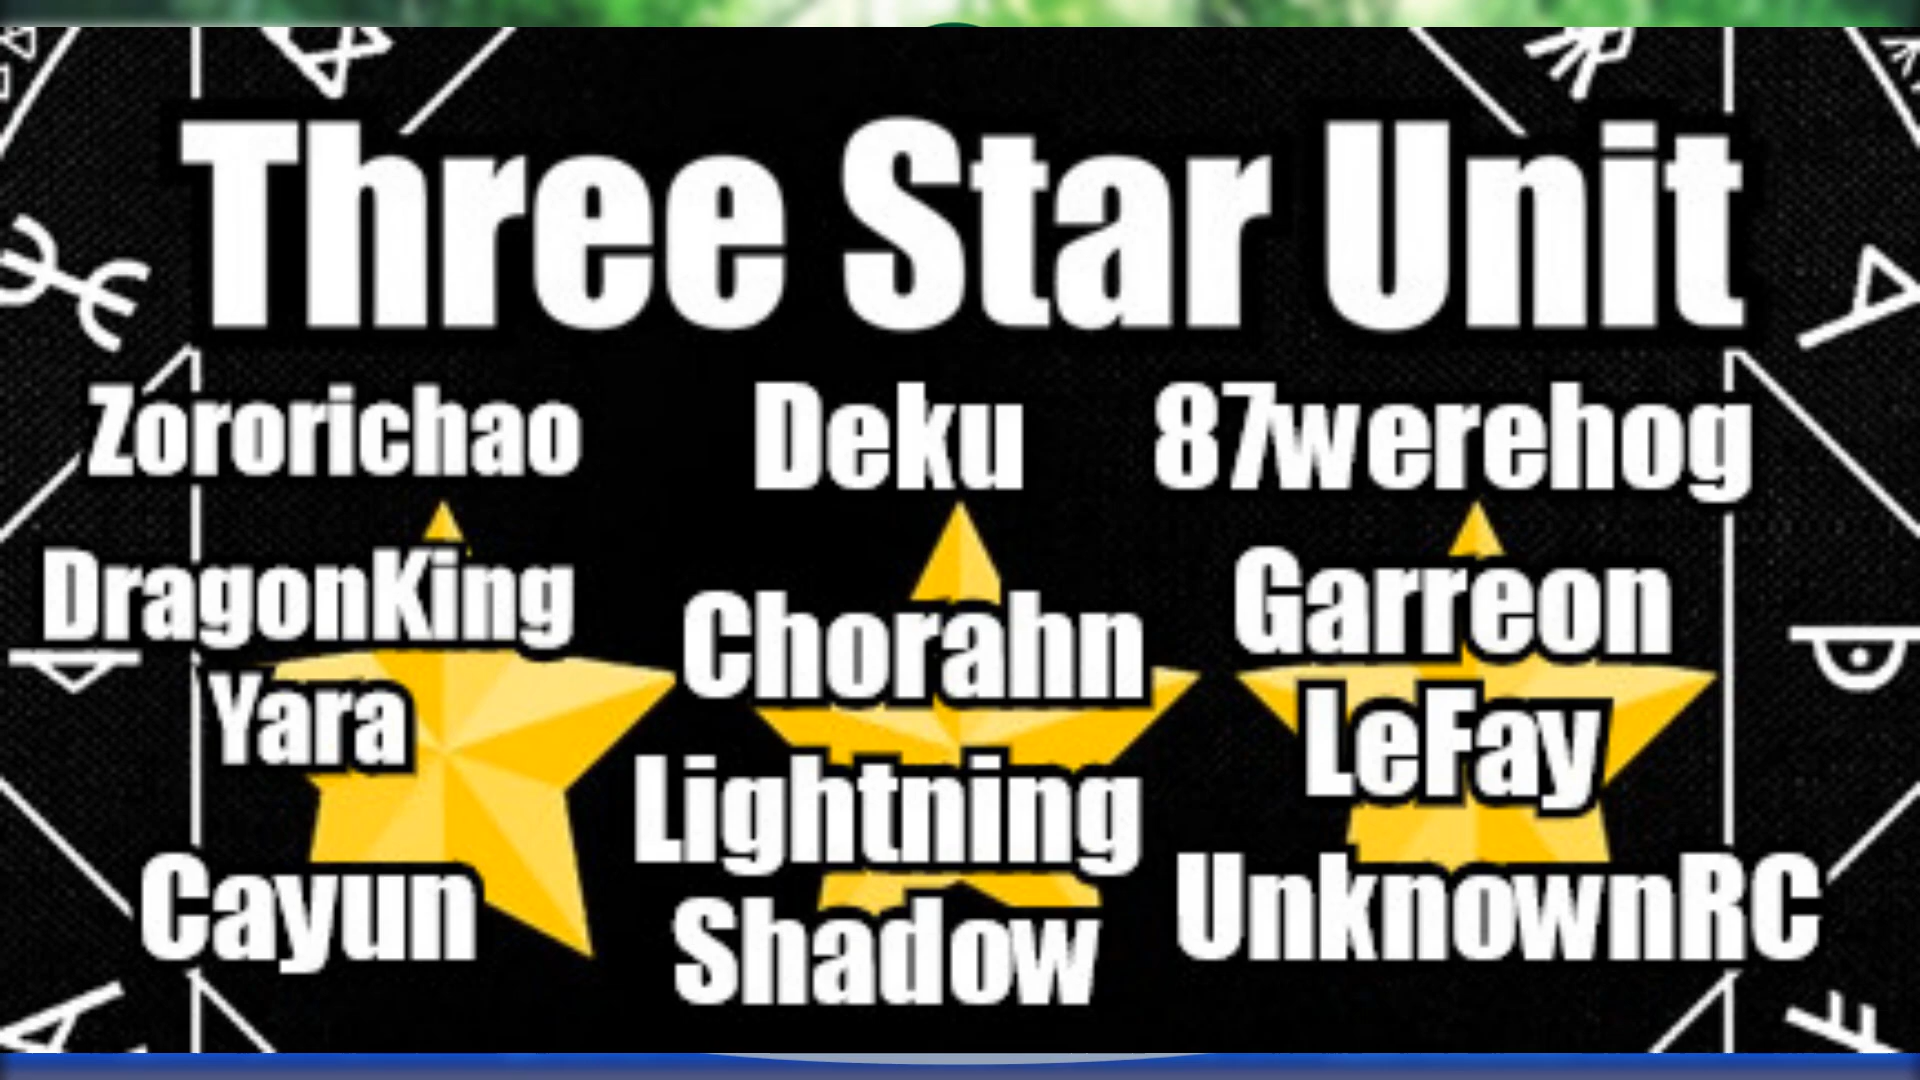 Three Star Unit
Zororichao Deku 87werehog
DragonKing
Yara
Cayun
Chorahn
Lightning
Shadow
Garreon
LeFay
UnknownRC